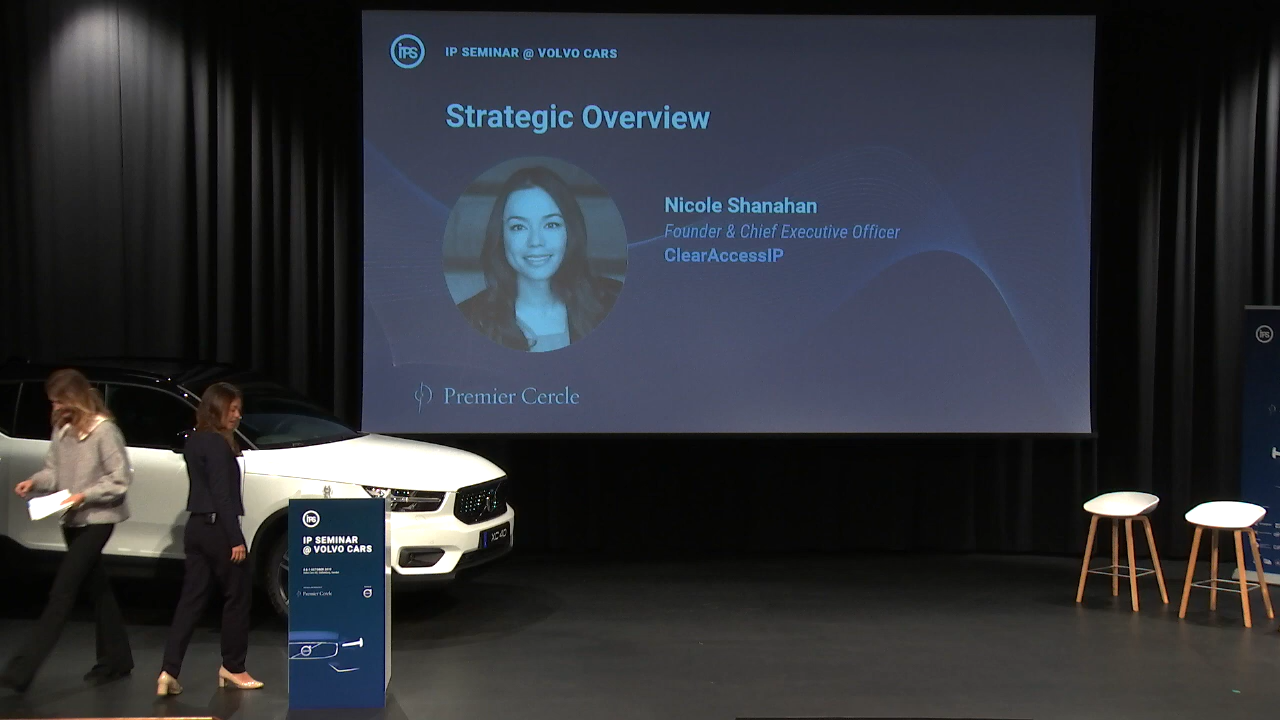 iPS
IP SEMINAR @ VOLVO CARS
Strategic Overview
Nicole Shanahan
Founder & Chief Executive Officer
ClearAccessIP
Premier Cercle
iPS
IP SEMINAR
@ VOLVO CARS
Premier Cercle
XC40
iPS